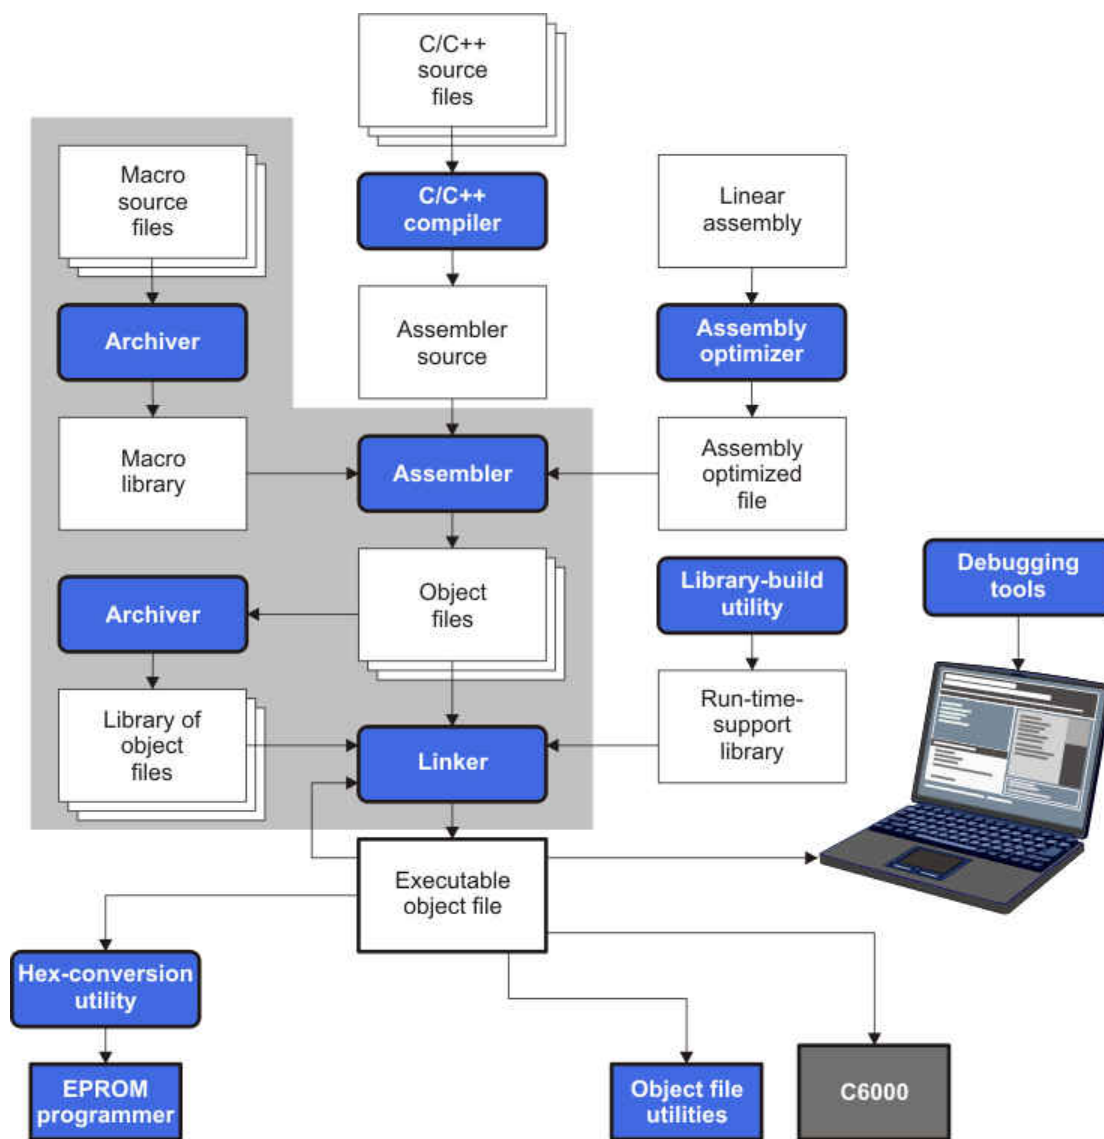 C/C++
source
files
Macro
source
files
C/C++
compiler
Linear
assembly
Archiver
Assembler
source
Assembly
optimizer
Macro
library
Assembler
Assembly
optimized
file
Archiver
Object
files
Library-build
utility
Debugging
tools
Library of
object
files
Linker
Run-time-
support
library
Executable
object file
Hex-conversion
utility
EPROM
programmer
Object file
utilities
C6000